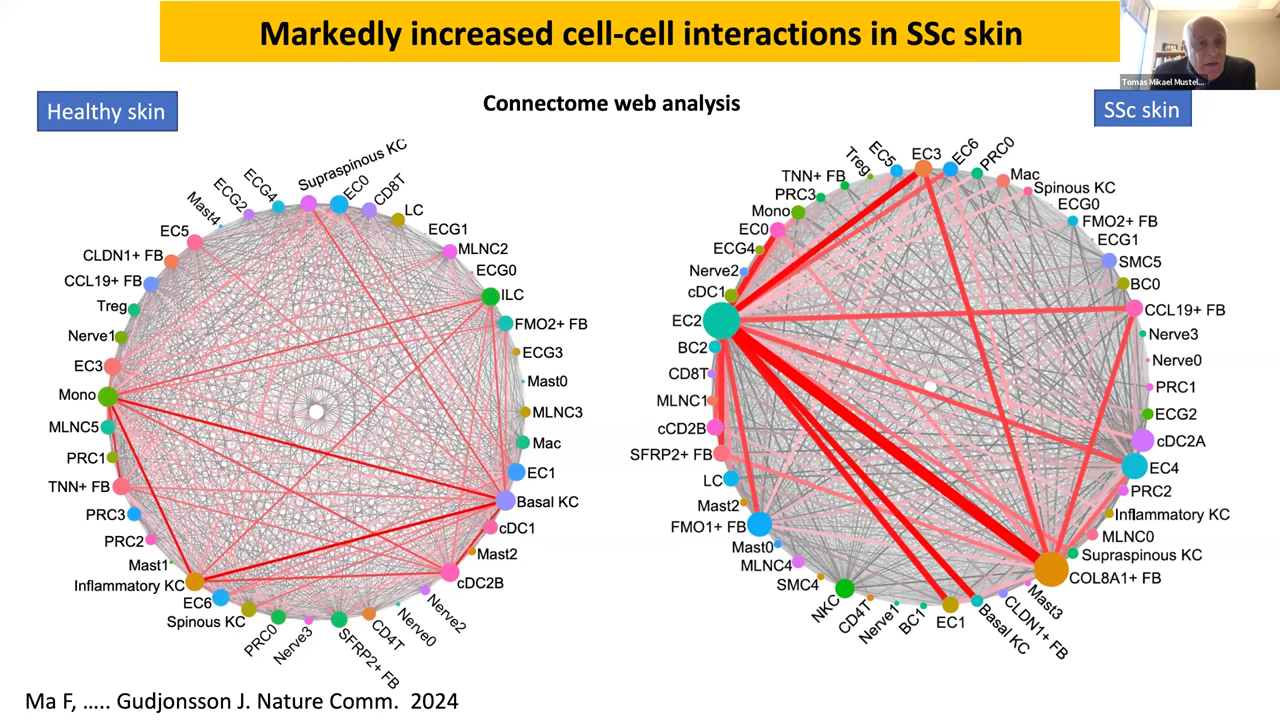 Markedly increased cell-cell interactions in SSc skin
Tomas Mikael Mustel...
Healthy skin
Connectome web analysis
SSc skin
Supraspinous KC
EC0
CD8T
LC
ECG1
MLNC2
ECG0
ILC
FMO2+ FB
ECG3
Mast0
MLNC3
Mac
EC1
Basal KC
cDC1
Mast2
cDC2B
Nerve2
Nerve0
CD4T
SFRP2+ FB
Nerve3
PRC0
Spinous KC
EC6
Inflammatory KC
Mast1
PRC2
PRC3
TNN+ FB
PRC1
MLNC5
Mono
EC3
Nerve1
Treg
CCL19+ FB
CLDN1+ FB
EC5
Mast4
ECG2
ECG4
EC3
EC6
PRC0
Mac
Spinous KC
ECG0
FMO2+ FB
ECG1
SMC5
BC0
CCL19+ FB
Nerve3
Nerve0
PRC1
ECG2
cDC2A
EC4
PRC2
Inflammatory KC
MLNC0
Supraspinous KC
COL8A1+ FB
Mast3
CLDN1+ FB
Basal KC
EC1
BC1
Nerve1
CD4T
NKC
SMC4
MLNC4
Mast0
FMO1+ FB
Mast2
LC
SFRP2+ FB
cCD2B
MLNC1
CD8T
BC2
EC2
cDC1
Nerve2
ECG4
EC0
Mono
PRC3
TNN+ FB
Treg
EC5
Ma F, ….. Gudjonsson J. Nature Comm.  2024